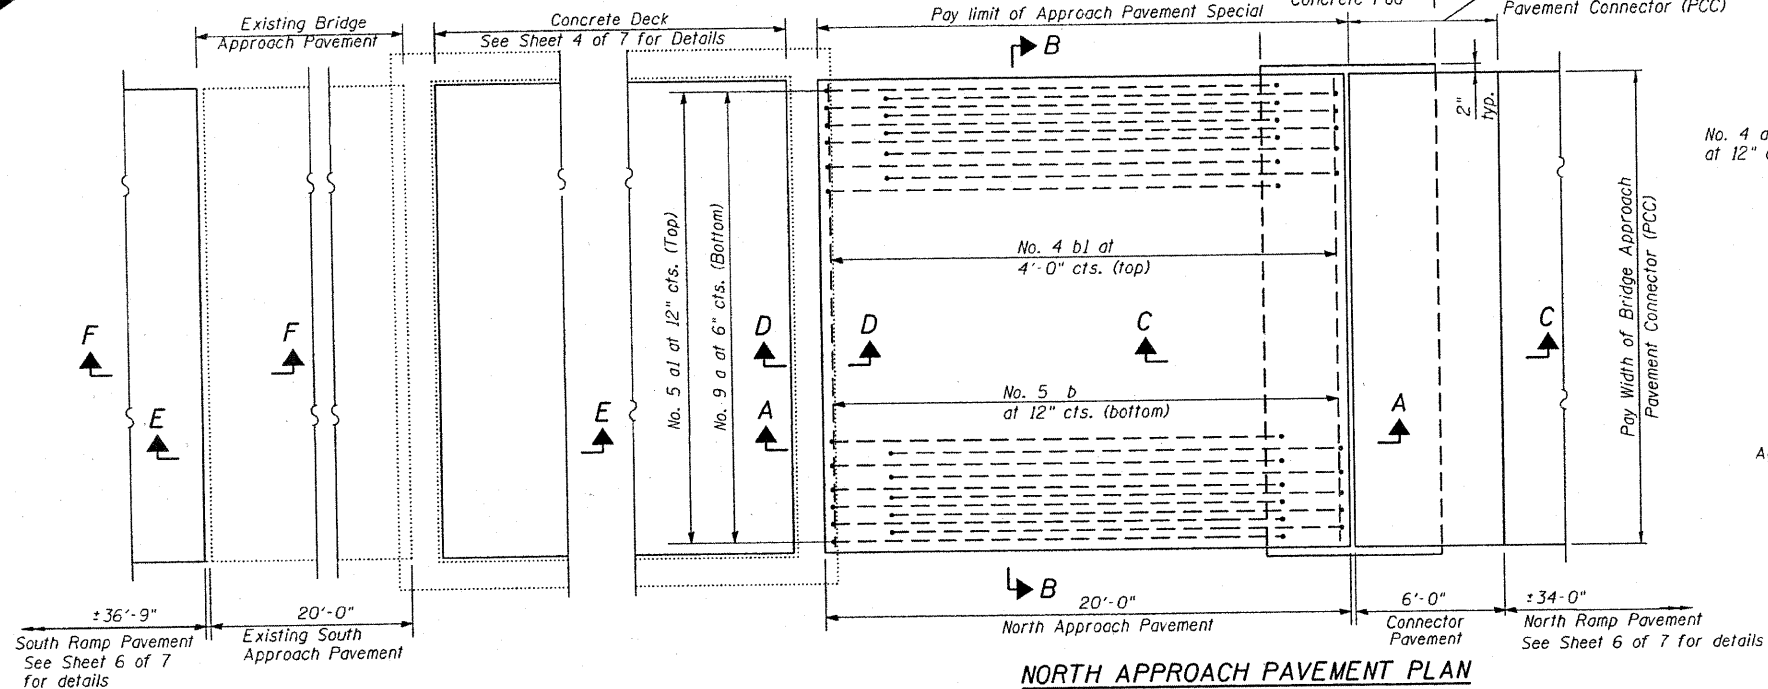 Existing Bridge
Approach Pavement
Concrete Deck
See Sheet 4 of 7 for Details
Pay limit of Approach Pavement Special
Pavement Connector (PCC)
B
2"
typ.
No. 4
at 12"
No. 5 a1 at 12" cts. (Top)
No. 9 a at 6" cts. (Bottom)
No. 4 b1 at
4'-0" cts. (top)
Pay Width of Bridge Approach
Pavement Connector (PCC)
F
F
D
D
C
C
No. 5 b
at 12" cts. (bottom)
E
E
A
A
B
±36'-9"
20'-0"
20'-0"
6'-0"
±34'-0"
South Ramp Pavement
See Sheet 6 of 7
for details
Existing South
Approach Pavement
North Approach Pavement
Connector
Pavement
North Ramp Pavement
See Sheet 6 of 7 for details
NORTH APPROACH PAVEMENT PLAN